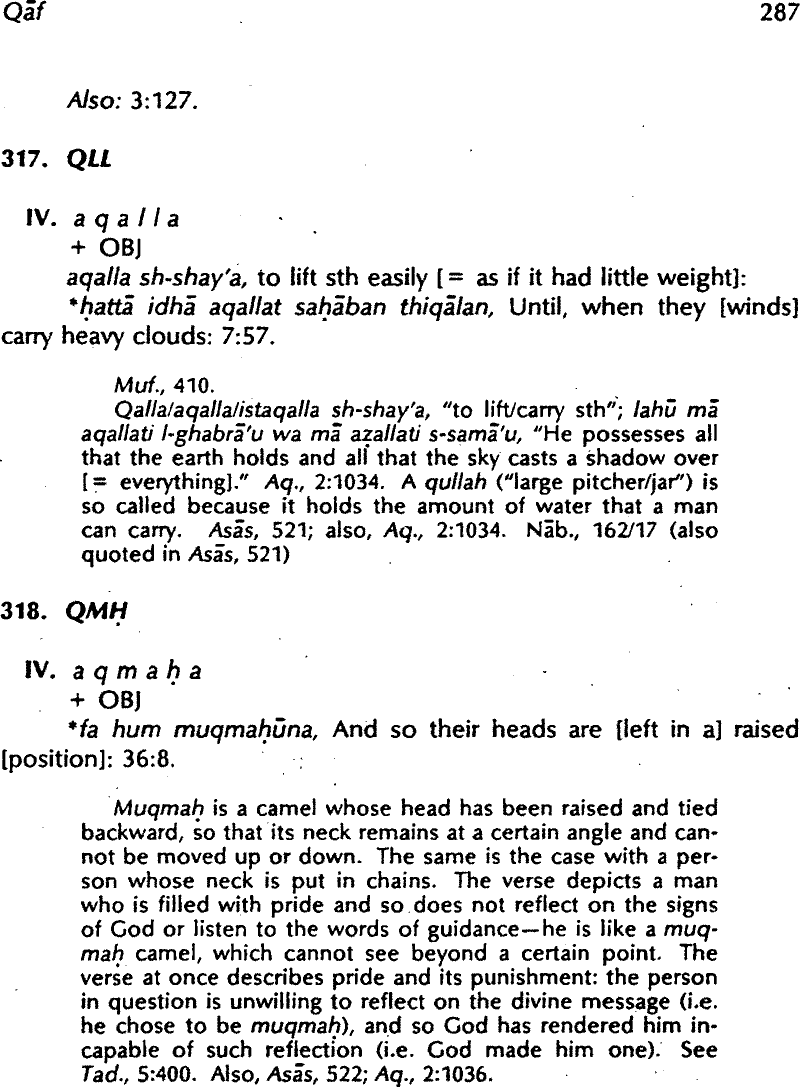 Qāf 287
Also: 3:127.
317. QLL
IV. a q a l l a
+ OBJ
aqalla sh-shay'a, to lift sth easily [= as if it had little weight]:
*ḥattā idhā aqallat saḥāban thiqālan, Until, when they [winds]
carry heavy clouds: 7:57.
Muf., 410.
Qalla/aqalla/istaqalla sh-shay'a, "to lift/carry sth"; lahū mā
aqallati l-ghabrā'u wa mā aẓallati s-samā'u, "He possesses all
that the earth holds and all that the sky casts a shadow over
[= everything]." Aq., 2:1034. A qullah ("large pitcher/jar") is
so called because it holds the amount of water that a man
can carry. Asās, 521; also, Aq., 2:1034. Nāb., 162/17 (also
quoted in Asās, 521)
318. QMḤ
IV. a q m a ḥ a
+ OBJ
*fa hum muqmaḥūna, And so their heads are [left in a] raised
[position]: 36:8.
Muqmaḥ is a camel whose head has been raised and tied
backward, so that its neck remains at a certain angle and can-
not be moved up or down. The same is the case with a per-
son whose neck is put in chains. The verse depicts a man
who is filled with pride and so does not reflect on the signs
of God or listen to the words of guidance—he is like a muq-
maḥ camel, which cannot see beyond a certain point. The
verse at once describes pride and its punishment: the person
in question is unwilling to reflect on the divine message (i.e.
he chose to be muqmaḥ), and so God has rendered him in-
capable of such reflection (i.e. God made him one). See
Tad., 5:400. Also, Asās, 522; Aq., 2:1036.